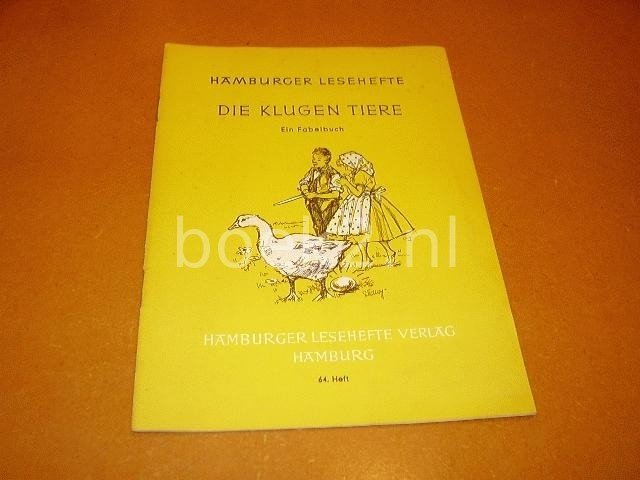 HAMBURGER LESEHEFTE
DIE KLUGEN TIERE
Ein Fabelbuch
HAMBURGER LESEHEFTE VERLAG
HAMBURG
64. Heft